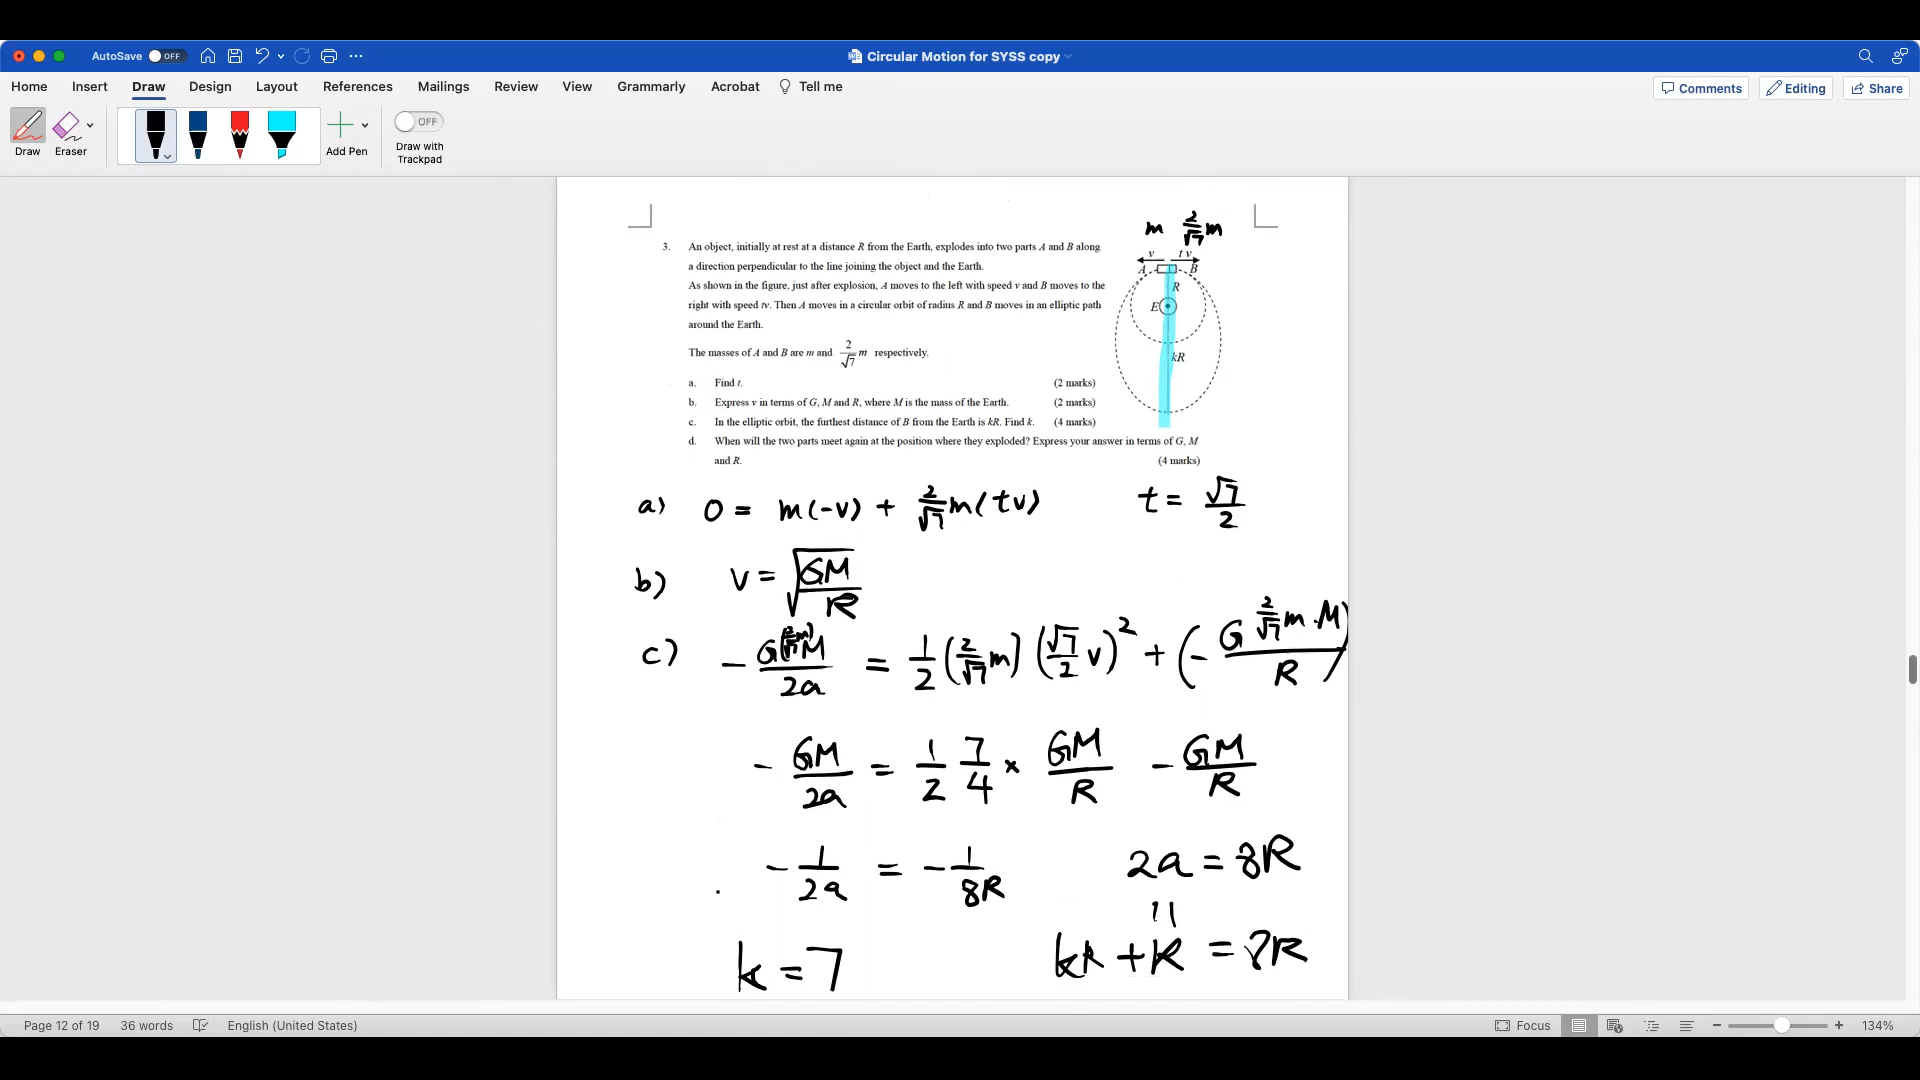 AutoSave OFF
Circular Motion for SYSS copy
Home Insert Draw Design Layout References Mailings Review View Grammarly Acrobat Tell me
Comments Editing Share
Draw Eraser Add Pen OFF Draw with Trackpad
m 2/√7 m
3. An object, initially at rest at a distance R from the Earth, explodes into two parts A and B along
a direction perpendicular to the line joining the object and the Earth.
As shown in the figure, just after explosion, A moves to the left with speed v and B moves to the
right with speed tv. Then A moves in a circular orbit of radius R and B moves in an elliptic path
around the Earth.
The masses of A and B are m and 2/√7 m respectively.
v tv
A B
R
E
kR
a. Find t. (2 marks)
b. Express v in terms of G, M and R, where M is the mass of the Earth. (2 marks)
c. In the elliptic orbit, the furthest distance of B from the Earth is kR. Find k. (4 marks)
d. When will the two parts meet again at the position where they exploded? Express your answer in terms of G, M
and R. (4 marks)
a) 0 = m(-v) + 2/√7 m(tv) t = √7/2
b) v = √(GM/R)
c) - G(2/√7 m)M/2a = 1/2 (2/√7 m) (√7/2 v)² + (- G 2/√7 m·M/R)
- GM/2a = 1/2 7/4 × GM/R - GM/R
- 1/2a = - 1/8R 2a = 8R
k = 7 kR + R = 8R
Page 12 of 19 36 words English (United States) Focus 134%